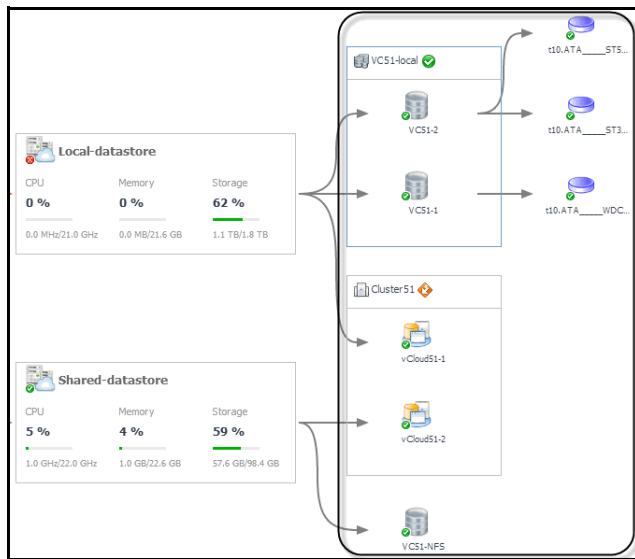 t10.ATA_____ST5...
VC51-local
VC51-2
t10.ATA_____ST3...
Local-datastore
CPU Memory Storage
0 % 0 % 62 %
0.0 MHz/21.0 GHz 0.0 MB/21.6 GB 1.1 TB/1.8 TB
VC51-1
t10.ATA_____WDC...
Cluster51
vCloud51-1
Shared-datastore
CPU Memory Storage
5 % 4 % 59 %
1.0 GHz/22.0 GHz 1.0 GB/22.6 GB 57.6 GB/98.4 GB
vCloud51-2
VC51-NFS